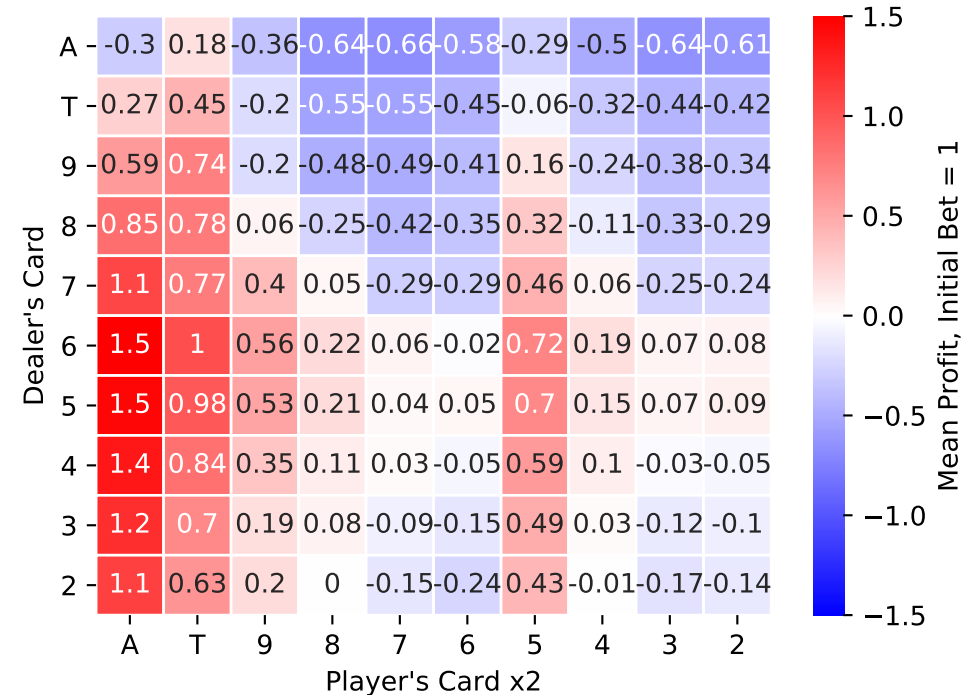 A -0.3 0.18 -0.36 -0.64 -0.66 -0.58 -0.29 -0.5 -0.64 -0.61
T 0.27 0.45 -0.2 -0.55 -0.55 -0.45 -0.06 -0.32 -0.44 -0.42
9 0.59 0.74 -0.2 -0.48 -0.49 -0.41 0.16 -0.24 -0.38 -0.34
8 0.85 0.78 0.06 -0.25 -0.42 -0.35 0.32 -0.11 -0.33 -0.29
7 1.1 0.77 0.4 0.05 -0.29 -0.29 0.46 0.06 -0.25 -0.24
6 1.5 1 0.56 0.22 0.06 -0.02 0.72 0.19 0.07 0.08
5 1.5 0.98 0.53 0.21 0.04 0.05 0.7 0.15 0.07 0.09
4 1.4 0.84 0.35 0.11 0.03 -0.05 0.59 0.1 -0.03 -0.05
3 1.2 0.7 0.19 0.08 -0.09 -0.15 0.49 0.03 -0.12 -0.1
2 1.1 0.63 0.2 0 -0.15 -0.24 0.43 -0.01 -0.17 -0.14
A T 9 8 7 6 5 4 3 2
Player's Card x2
Dealer's Card
1.5
1.0
0.5
0.0
−0.5
−1.0
−1.5
Mean Profit, Initial Bet = 1